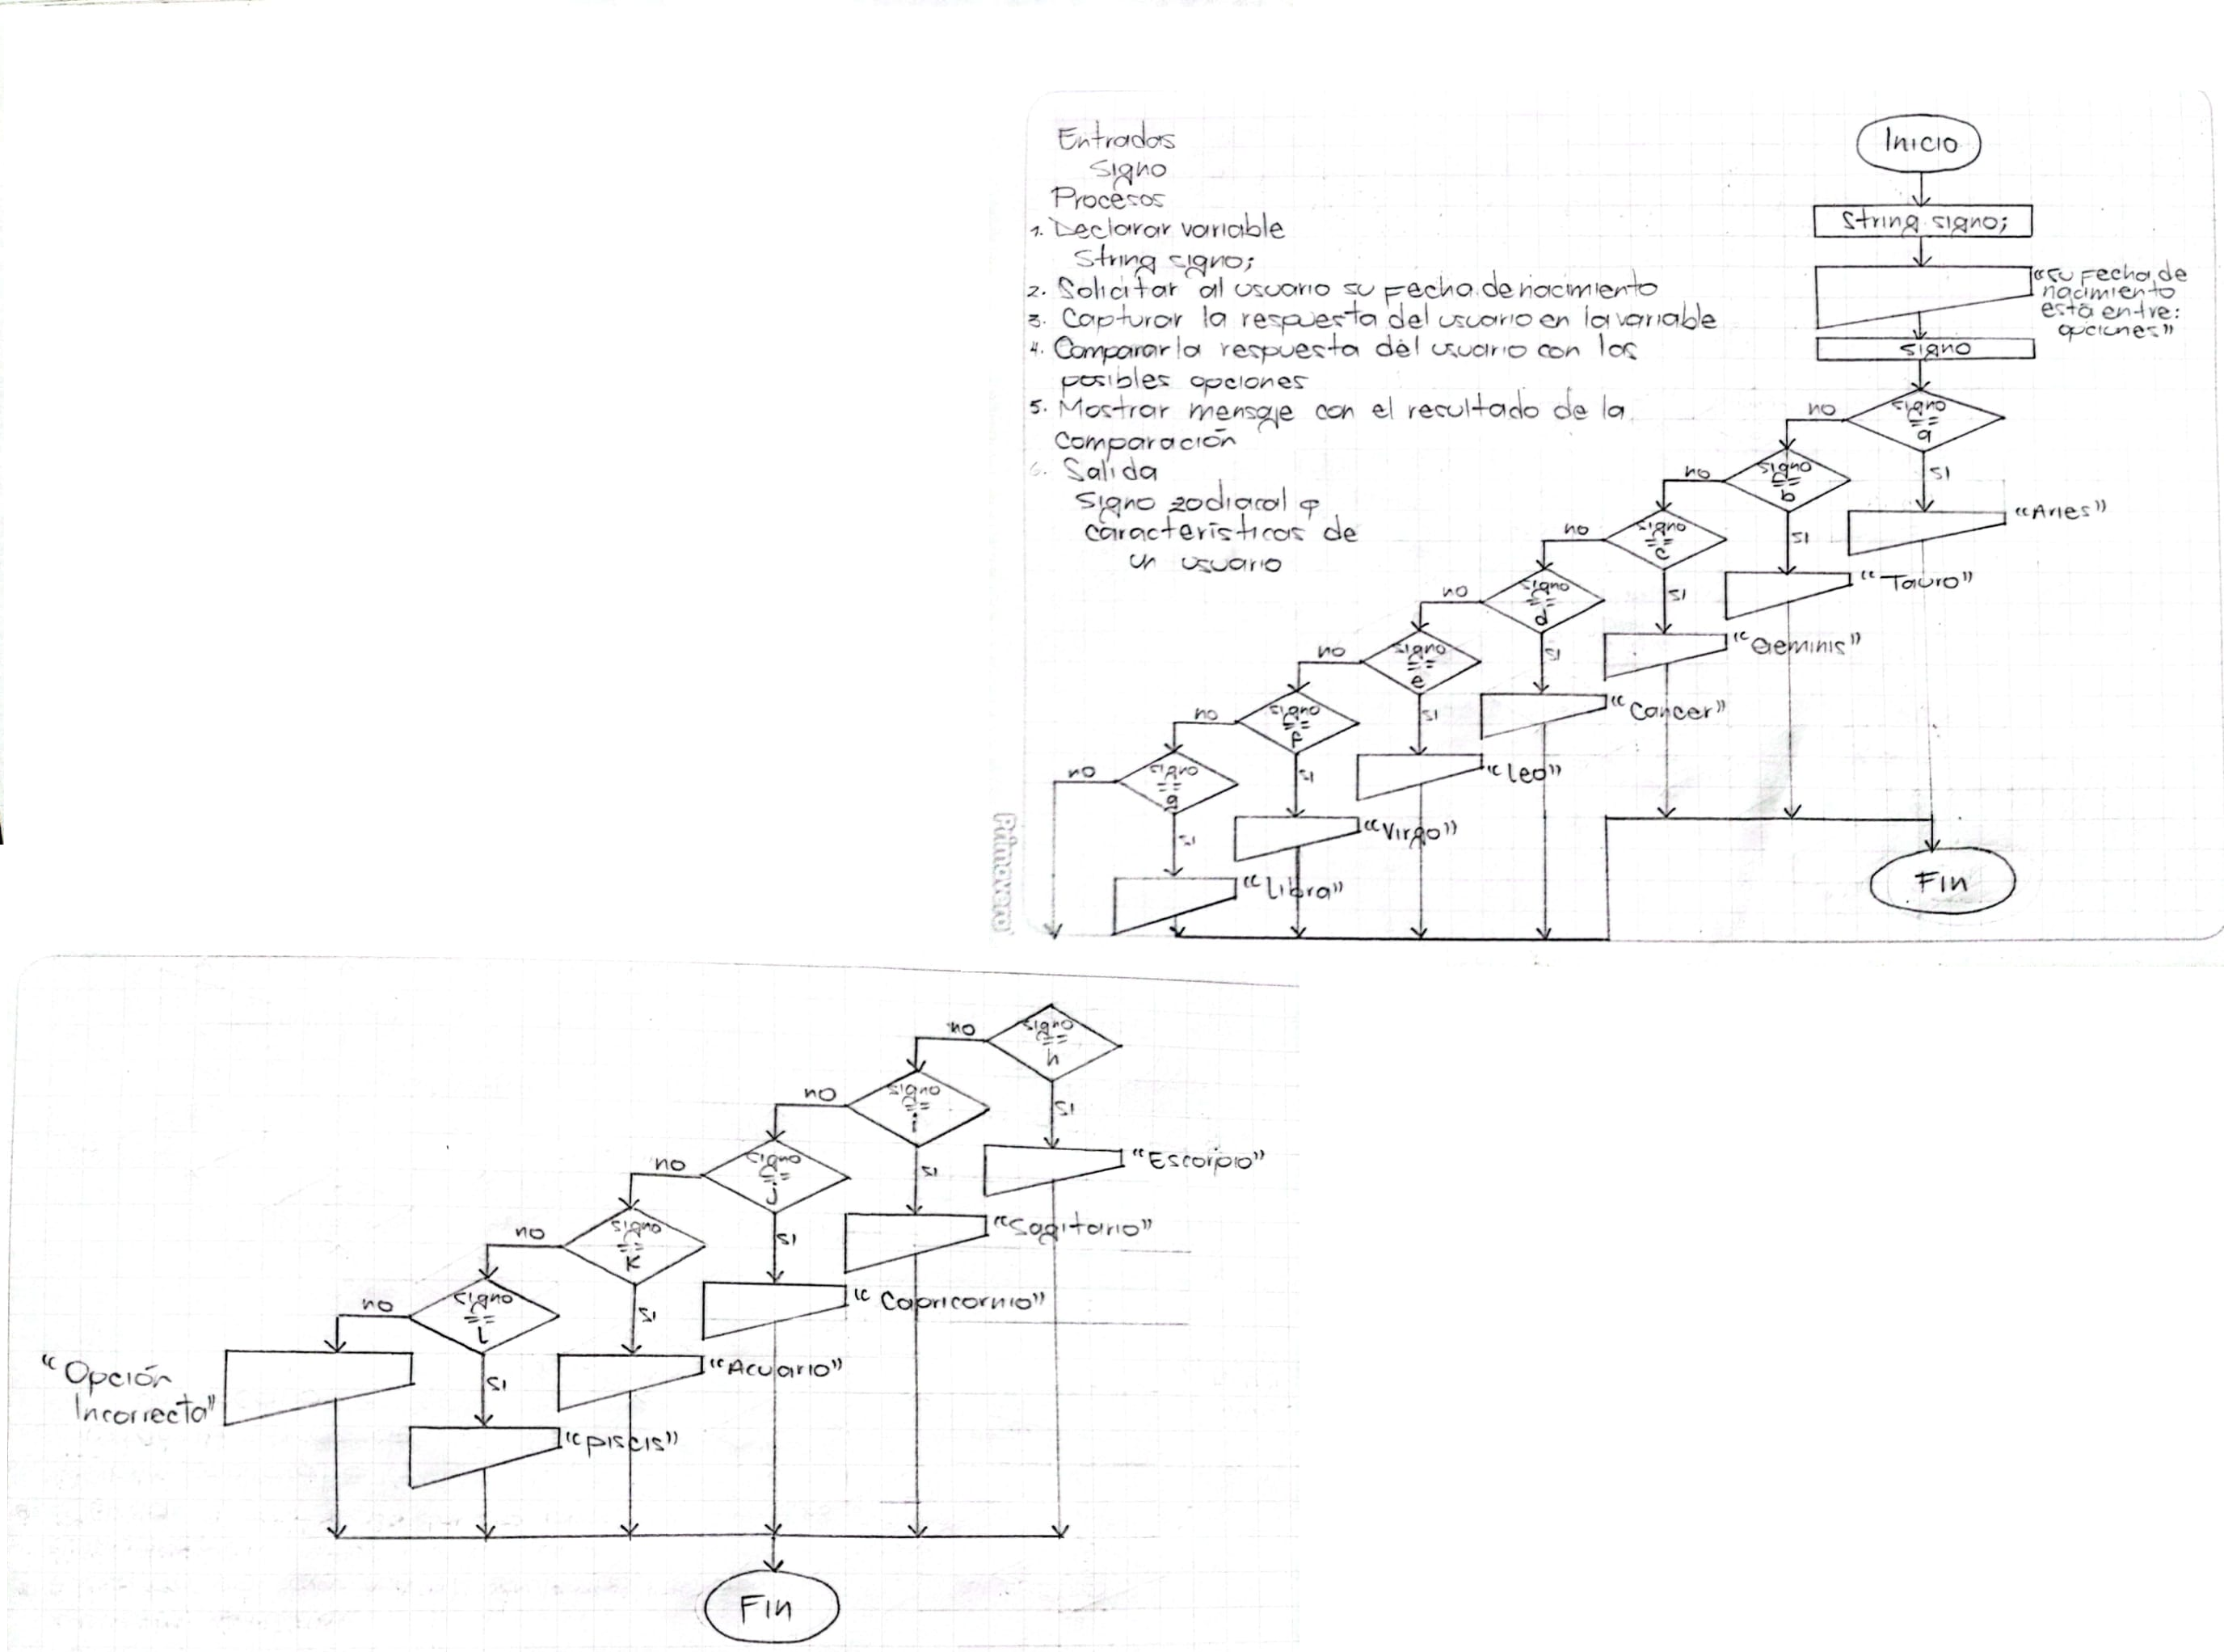 Entradas
signo
Procesos
1. Declarar variable
String signo;
2. Solicitar al usuario su Fecha de nacimiento
3. Capturar la respuesta del usuario en la variable
4. Comparar la respuesta del usuario con las
posibles opciones
5. Mostrar mensaje con el resultado de la
comparación
6. Salida
signo zodiacal
características de
un usuario
Inicio
String signo;
"su Fecha de
nacimiento
está entre:
opciones"
signo
signo
==
a
no
si
"Aries"
signo
==
b
no
si
"Tauro"
signo
==
c
no
si
"Geminis"
signo
==
d
no
si
"Cancer"
signo
==
e
no
si
"Leo"
signo
==
f
no
si
"Virgo"
signo
==
g
no
si
"Libra"
Fin
Primavera
signo
==
h
no
si
"Escorpio"
signo
==
i
no
si
"Sagitario"
signo
==
j
no
si
"Capricornio"
signo
==
k
no
si
"Acuario"
signo
==
l
no
si
"piscis"
"Opción
Incorrecta"
Fin